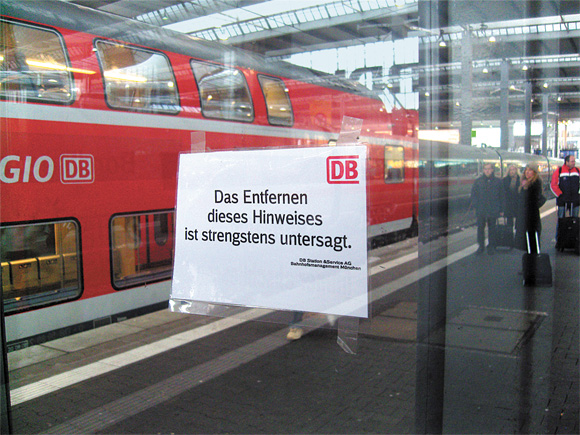 GIO DB
DB
Das Entfernen
dieses Hinweises
ist strengstens untersagt.
DB Station &Service AG
Bahnhofsmanagement München